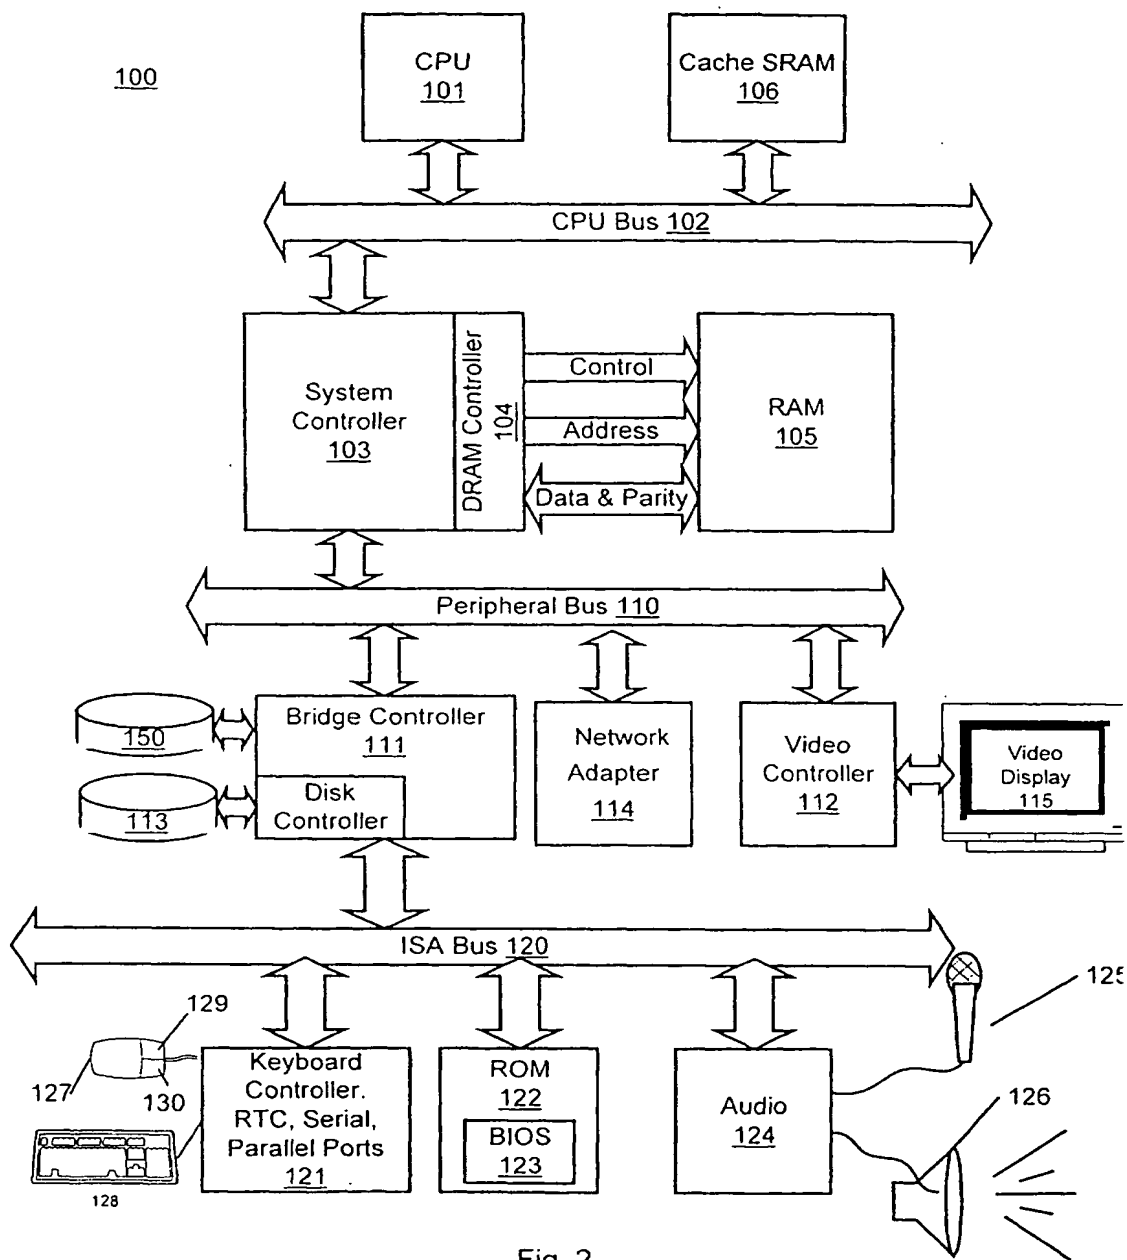 100
CPU
101
Cache SRAM
106
CPU Bus 102
System
Controller
103
DRAM Controller
104
Control
Address
Data & Parity
RAM
105
Peripheral Bus 110
150
113
Bridge Controller
111
Disk
Controller
Network
Adapter
114
Video
Controller
112
Video
Display
115
ISA Bus 120
129
127
130
128
Keyboard
Controller.
RTC, Serial,
Parallel Ports
121
ROM
122
BIOS
123
Audio
124
125
126
Fig. 2